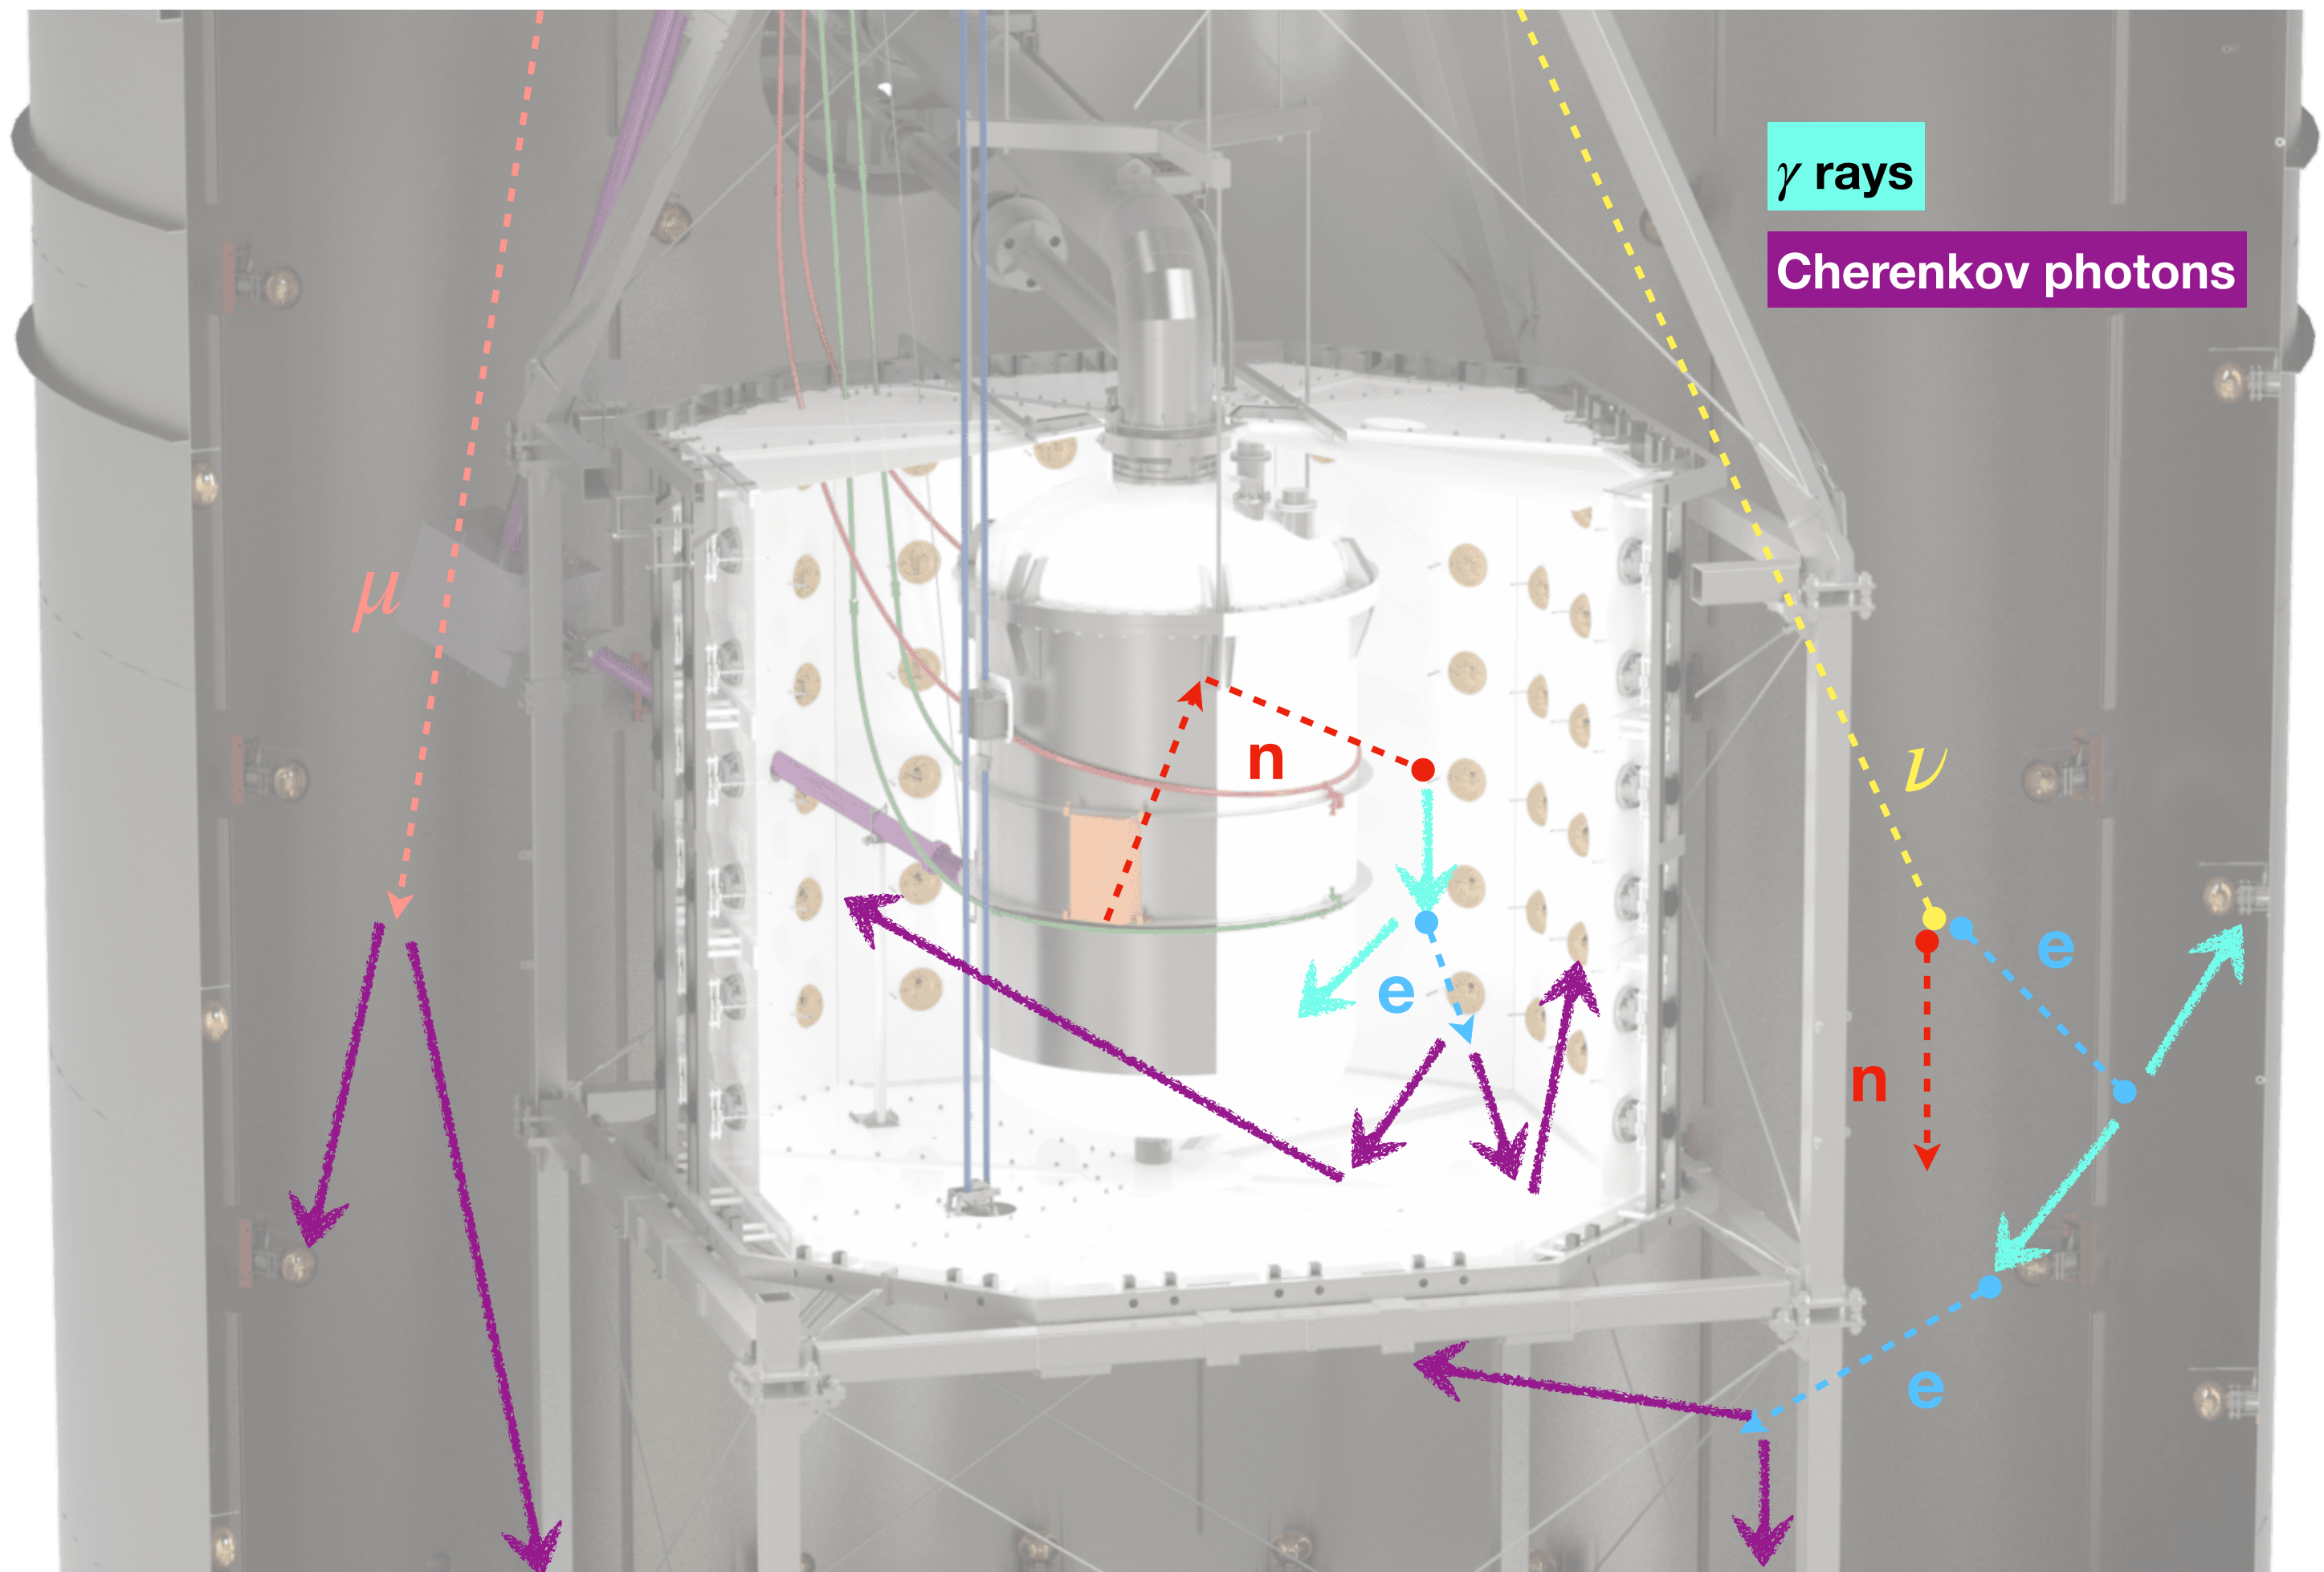 γ rays
Cherenkov photons
μ
n
ν
e
e
n
e